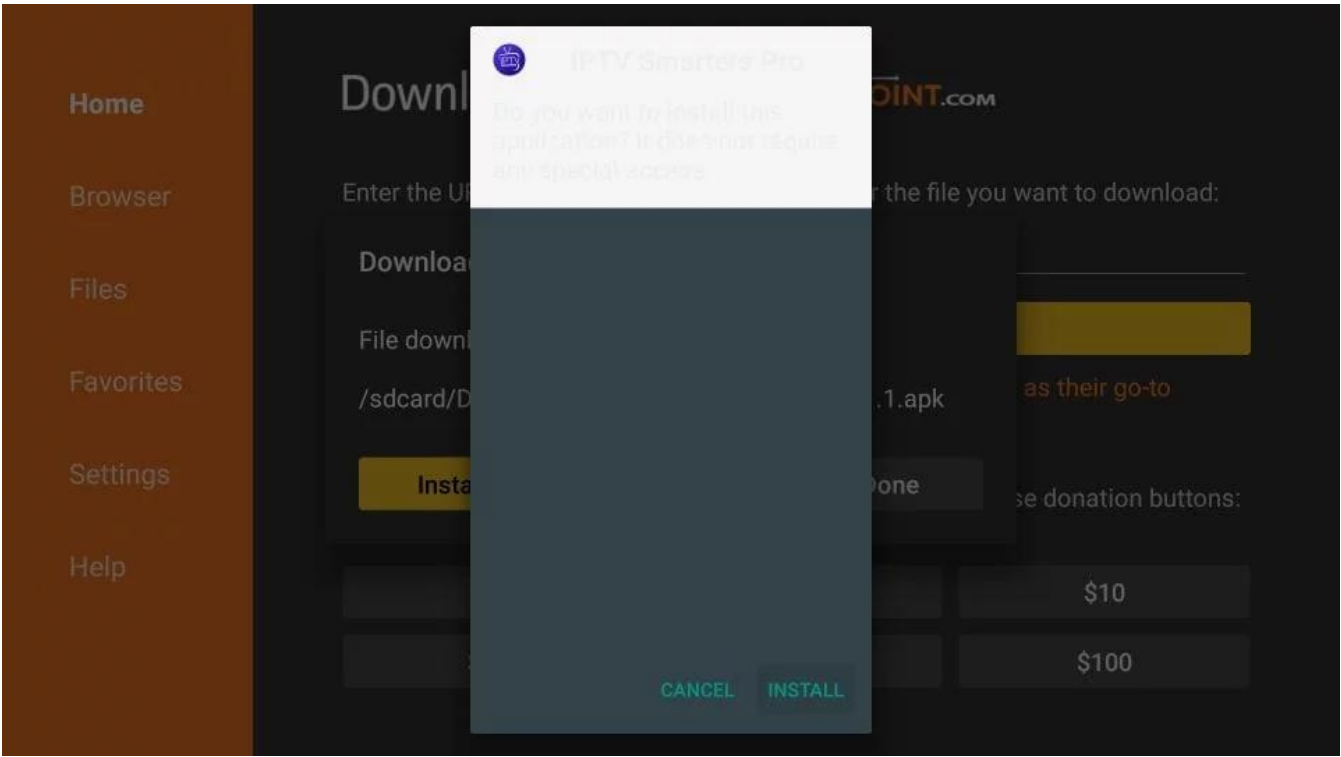 Home
Browser
Files
Favorites
Settings
Help
Downl
OINT.COM
Enter the U
r the file you want to download:
IPTV Smarters Pro
Do you want to install this
application? It does not require
any special access.
Downloa
File downl
/sdcard/D
.1.apk
Insta
Done
as their go-to
se donation buttons:
$10
$100
CANCEL
INSTALL